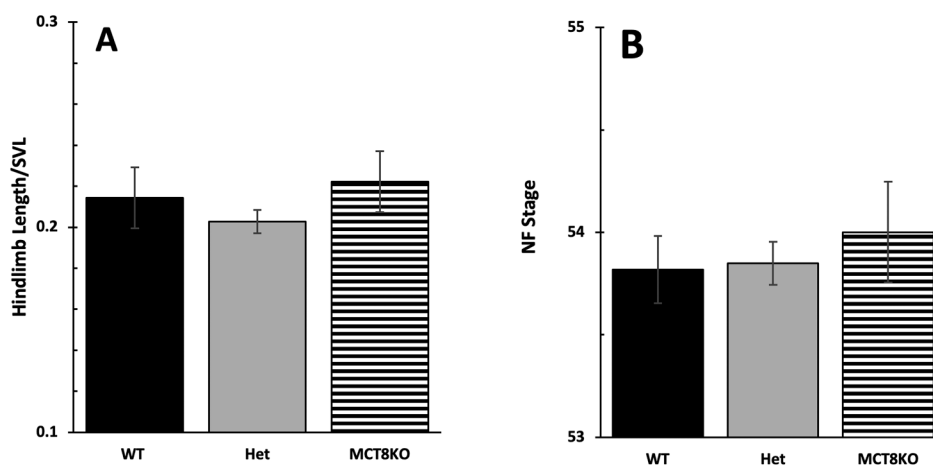 A
Hindlimb Length/SVL
0.3
0.2
0.1
WT Het MCT8KO
B
NF Stage
55
54
53
WT Het MCT8KO